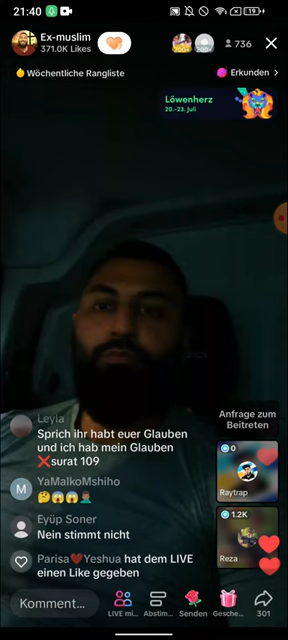 21:40
19+
Ex-muslim
371.0K Likes
200+
200+
736
Wöchentliche Rangliste
Erkunden >
Löwenherz
20.-23. Juli
Leyla
Sprich ihr habt euer Glauben
und ich hab mein Glauben
❌surat 109
M
YaMalkoMshiho
🤔😱😱🤦🏽‍♂️
Eyüp Soner
Nein stimmt nicht
Parisa❤️Yeshua hat dem LIVE
einen Like gegeben
Anfrage zum
Beitreten
0
Raytrap
1.2K
Reza
Komment...
LIVE mi...
Abstim...
Senden
Gesche...
301